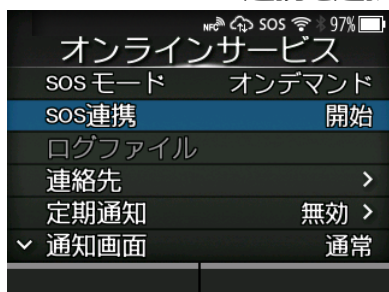 NFC SOS 97%
オンラインサービス
SOSモード オンデマンド
SOS連携 開始
ログファイル
連絡先 >
定期通知 無効 >
通知画面 通常